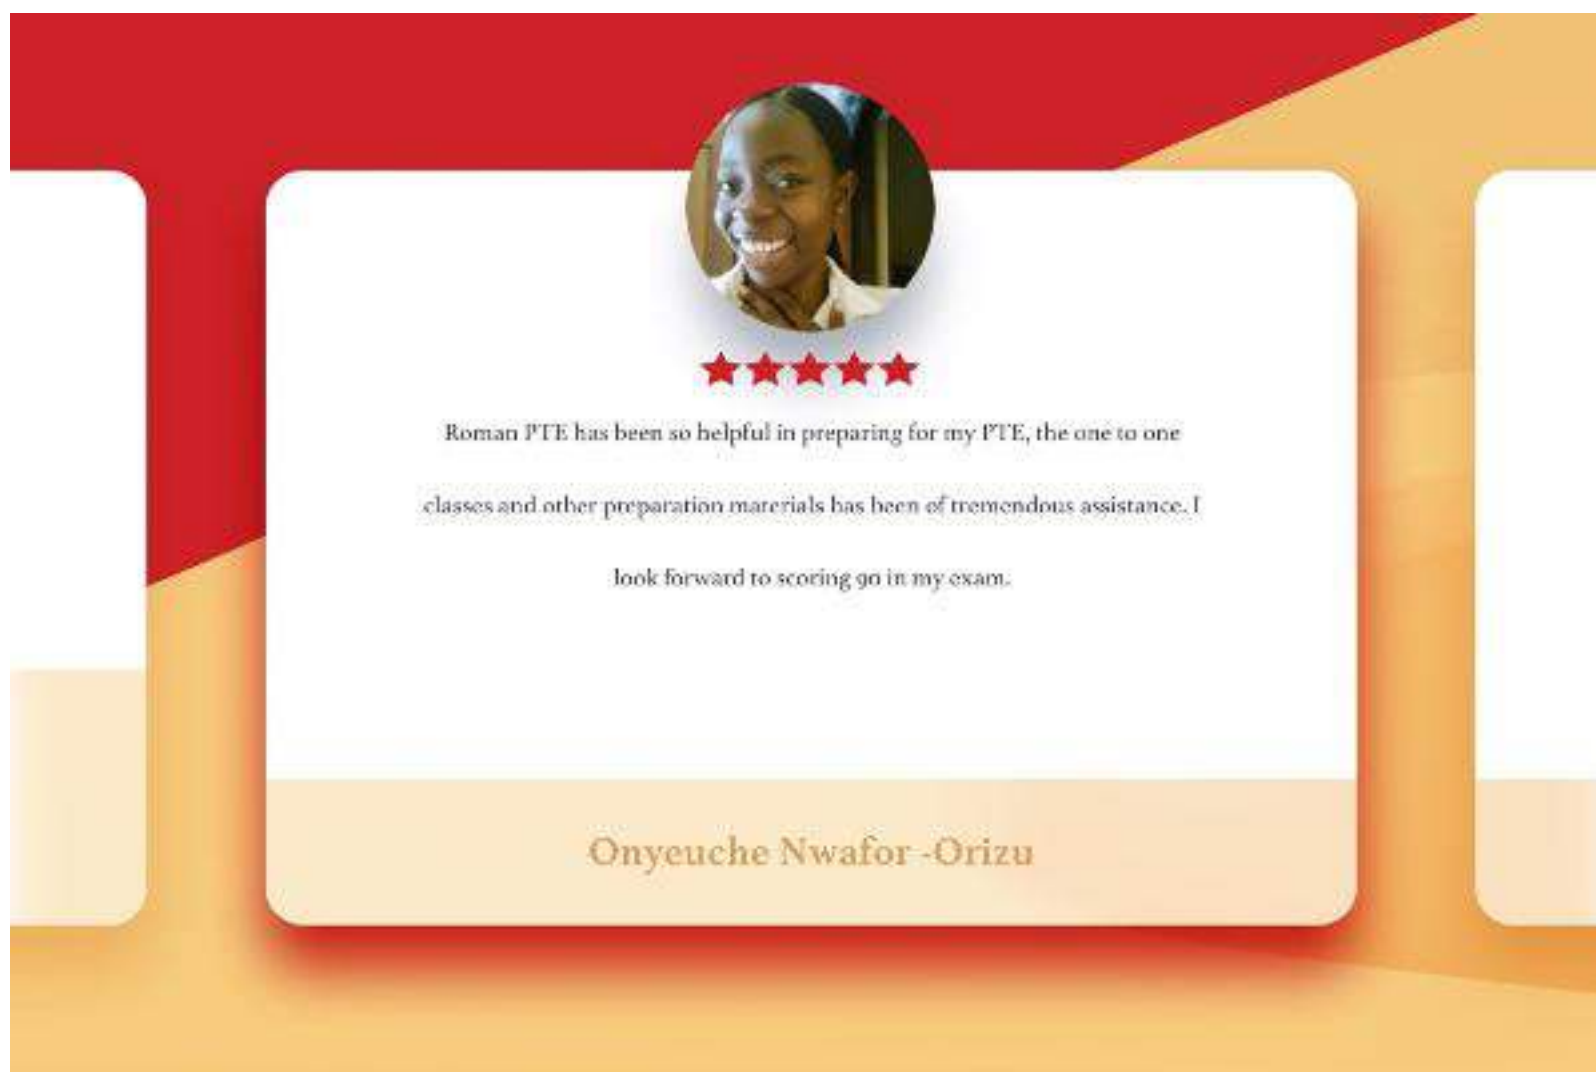 Roman PTE has been so helpful in preparing for my PTE, the one to one
classes and other preparation materials has been of tremendous assistance. I
look forward to scoring 90 in my exam.
Onyeuche Nwafor -Orizu